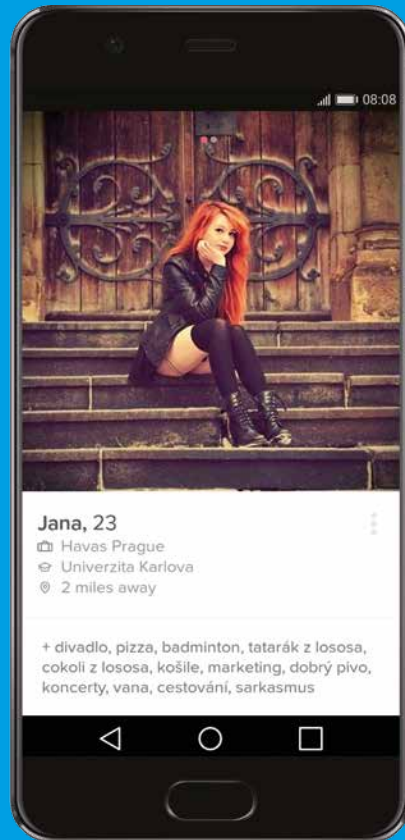 08:08
Jana, 23
Havas Prague
Univerzita Karlova
2 miles away
+ divadlo, pizza, badminton, tatarák z lososa,
cokoli z lososa, košile, marketing, dobrý pivo,
koncerty, vana, cestování, sarkasmus